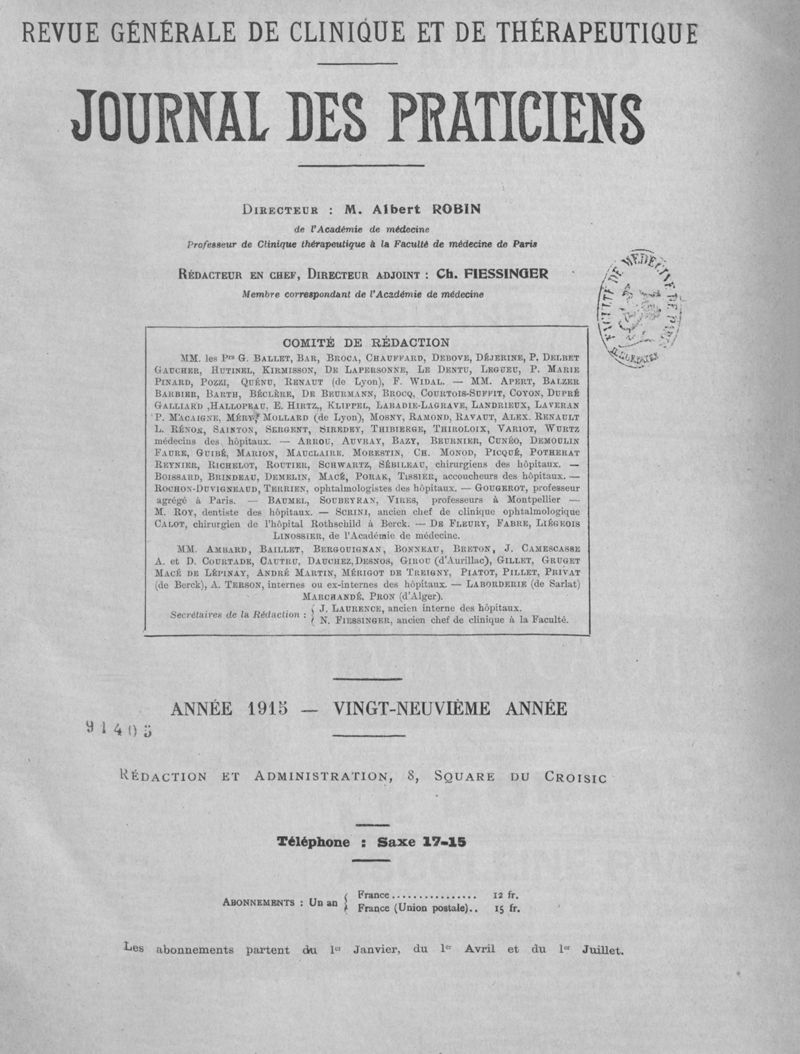 REVUE GÉNÉRALE DE CLINIQUE ET DE THÉRAPEUTIQUE
JOURNAL DES PRATICIENS
DIRECTEUR : M. Albert ROBIN
de l'Académie de médecine
Professeur de Clinique thérapeutique à la Faculté de médecine de Paris
RÉDACTEUR EN CHEF, DIRECTEUR ADJOINT : Ch. FIESSINGER
Membre correspondant de l'Académie de médecine
FACULTÉ DE MÉDECINE DE PARIS
COMITÉ DE RÉDACTION
MM. les Prs G. BALLET, BAR, BROCA, CHAUFFARD, DEBOVE, DÉJERINE, P. DELBET
GAUCHER, HUTINEL, KIRMISSON, DE LAPERSONNE, LE DENTU, LEGUEU, P. MARIE
PINARD, POZZI, QUÉNU, RENAUT (de Lyon), F. WIDAL. — MM. APERT, BALZER
BARBIER, BARTH, BÉCLÈRE, DE BEURMANN, BROCQ, COURTOIS-SUFFIT, COYON, DUPRÉ
GALLIARD ,HALLOPEAU, E. HIRTZ, KLIPPEL, LABADIE-LAGRAVE, LANDRIEUX, LAVERAN
P. MACAIGNE, MÉRY, MOLLARD (de Lyon), MOSNY, RAMOND, RAVAUT, ALEX. RENAULT
L. RÉNON, SAINTON, SERGENT, SIREDEY, THIBIERGE, THIROLOIX, VARIOT, WURTZ
médecins des hôpitaux. — ARROU, AUVRAY, BAZY, BEURNIER, CUNÉO, DEMOULIN
FAURE, GUIBÉ, MARION, MAUCLAIRE, MORESTIN, CH. MONOD, PICQUÉ, POTHERAT
REYNIER, RICHELOT, ROUTIER, SCHWARTZ, SÉBILEAU, chirurgiens des hôpitaux. —
BOISSARD, BRINDEAU, DEMELIN, MACÉ, PORAK, TISSIER, accoucheurs des hôpitaux. —
ROCHON-DUVIGNEAUD, TERRIEN, ophtalmologistes des hôpitaux. — GOUGEROT, professeur
agrégé à Paris. — BAUMEL, SOUBEYRAN, VIRES, professeurs à Montpellier —
M. ROY, dentiste des hôpitaux. — SCRINI, ancien chef de clinique ophtalmologique
CALOT, chirurgien de l'hôpital Rothschild à Berck. — DE FLEURY, FABRE, LIÉGEOIS
LINOSSIER, de l'Académie de médecine.
MM. AMBARD, BAILLET, BERGOUIGNAN, BONNEAU, BRETON, J. CAMESCASSE
A. et D. COURTADE, CAUTRU, DAUCHEZ,DESNOS, GIROU (d'Aurillac), GILLET, GRUGET
MACÉ DE LÉPINAY, ANDRÉ MARTIN, MÉRIGOT DE TREIGNY, PIATOT, PILLET, PRIVAT
(de Berck), A. TERSON, internes ou ex-internes des hôpitaux. — LABORDERIE (de Sarlat)
MARCHANDÉ, PRON (d'Alger).
Secrétaires de la Rédaction : { J. LAURENCE, ancien interne des hôpitaux.
{ N. FIESSINGER, ancien chef de clinique à la Faculté.
ANNÉE 1915 — VINGT-NEUVIÈME ANNÉE
91405
RÉDACTION ET ADMINISTRATION, 8, SQUARE DU CROISIC
Téléphone : Saxe 17-15
ABONNEMENTS : Un an { France................ 12 fr.
France (Union postale).. 15 fr.
Les abonnements partent du 1er Janvier, du 1er Avril et du 1er Juillet.